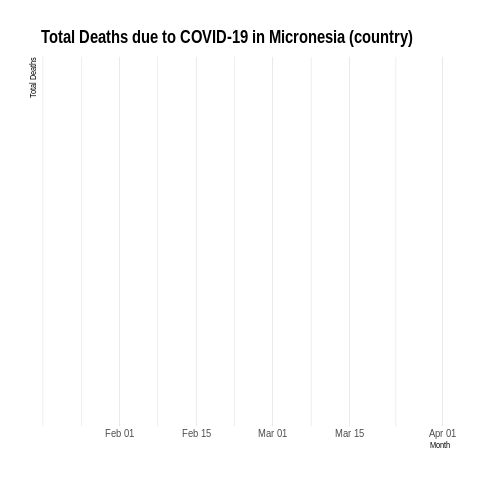 Total Deaths due to COVID-19 in Micronesia (country)
Total Deaths
Feb 01
Feb 15
Mar 01
Mar 15
Apr 01
Month